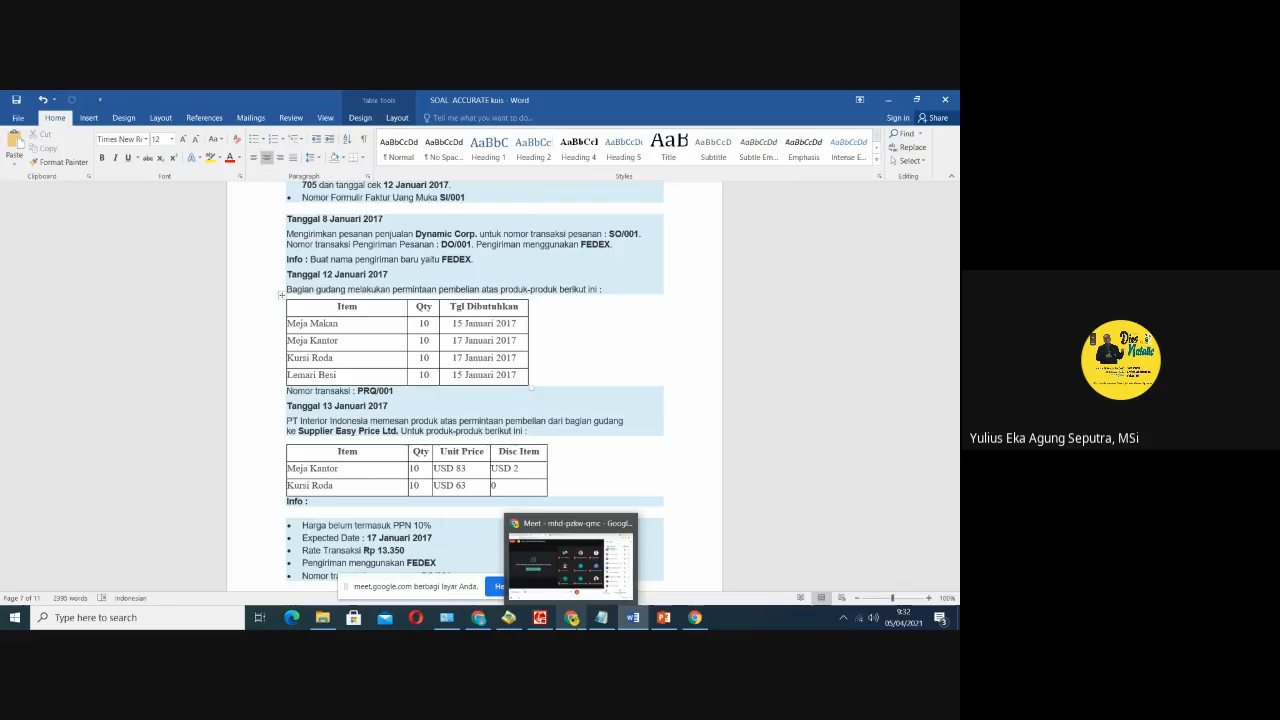 Table Tools
SOAL ACCURATE kuis - Word
File Home Insert Design Layout References Mailings Review View Design Layout Tell me what you want to do... Sign in Share
Paste Cut Copy Format Painter
Clipboard
Times New R 12
Font
Paragraph
AaBbCcDd AaBbCcDd AaBbC AaBbCc AaBbCcI AaBbCc AaB AaBbCcDd AaBbCcDd AaBbCcDd AaBbCcDd
¶ Normal ¶ No Spac... Heading 1 Heading 2 Heading 4 Heading 5 Title Subtitle Subtle Em... Emphasis Intense E...
Styles
Find
Replace
Select
Editing
705 dan tanggal cek 12 Januari 2017.
• Nomor Formulir Faktur Uang Muka SI/001
Tanggal 8 Januari 2017
Mengirimkan pesanan penjualan Dynamic Corp. untuk nomor transaksi pesanan : SO/001.
Nomor transaksi Pengiriman Pesanan : DO/001. Pengiriman menggunakan FEDEX.
Info : Buat nama pengiriman baru yaitu FEDEX.
Tanggal 12 Januari 2017
Bagian gudang melakukan permintaan pembelian atas produk-produk berikut ini :
Item Qty Tgl Dibutuhkan
Meja Makan 10 15 Januari 2017
Meja Kantor 10 17 Januari 2017
Kursi Roda 10 17 Januari 2017
Lemari Besi 10 15 Januari 2017
Nomor transaksi : PRQ/001
Tanggal 13 Januari 2017
PT Interior Indonesia memesan produk atas permintaan pembelian dari bagian gudang
ke Supplier Easy Price Ltd. Untuk produk-produk berikut ini :
Item Qty Unit Price Disc Item
Meja Kantor 10 USD 83 USD 2
Kursi Roda 10 USD 63 0
Info :
• Harga belum termasuk PPN 10%
• Expected Date : 17 Januari 2017
• Rate Transaksi Rp 13.350
• Pengiriman menggunakan FEDEX
• Nomor
Meet - mhd-pzkw-qmc - Googl...
meet.google.com berbagi layar Anda.
Page 7 of 11 2395 words Indonesian 100%
Type here to search
9:32
05/04/2021
Dies Natalis
Yulius Eka Agung Seputra, MSi